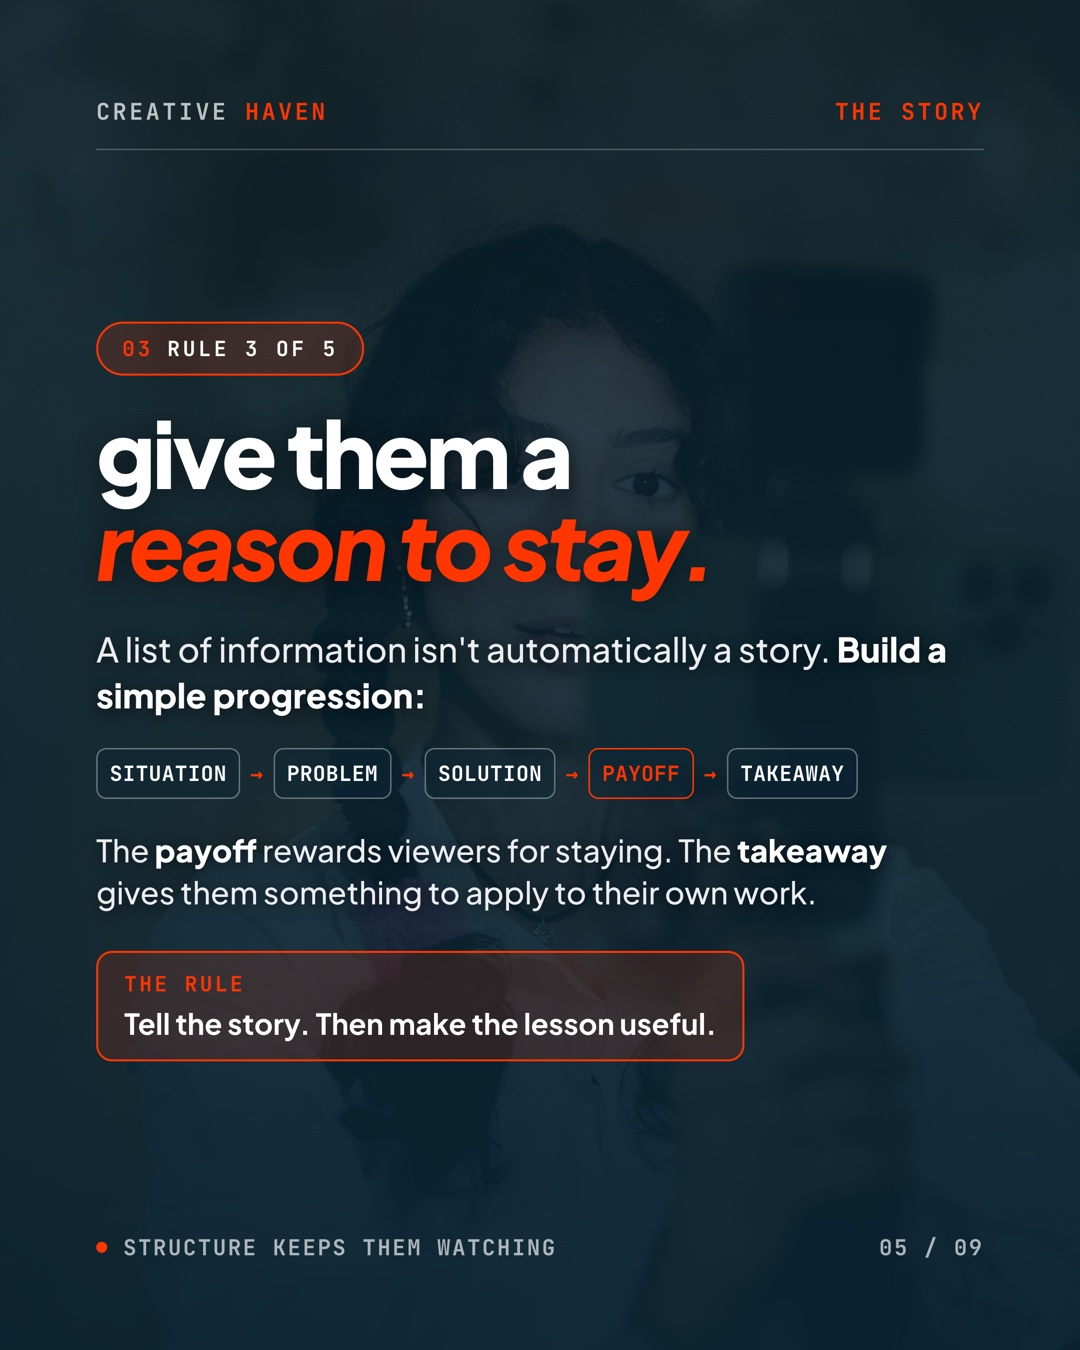 CREATIVE HAVEN
THE STORY
03 RULE 3 OF 5
give them a
reason to stay.
A list of information isn't automatically a story. Build a
simple progression:
SITUATION → PROBLEM → SOLUTION → PAYOFF → TAKEAWAY
The payoff rewards viewers for staying. The takeaway
gives them something to apply to their own work.
THE RULE
Tell the story. Then make the lesson useful.
STRUCTURE KEEPS THEM WATCHING
05 / 09